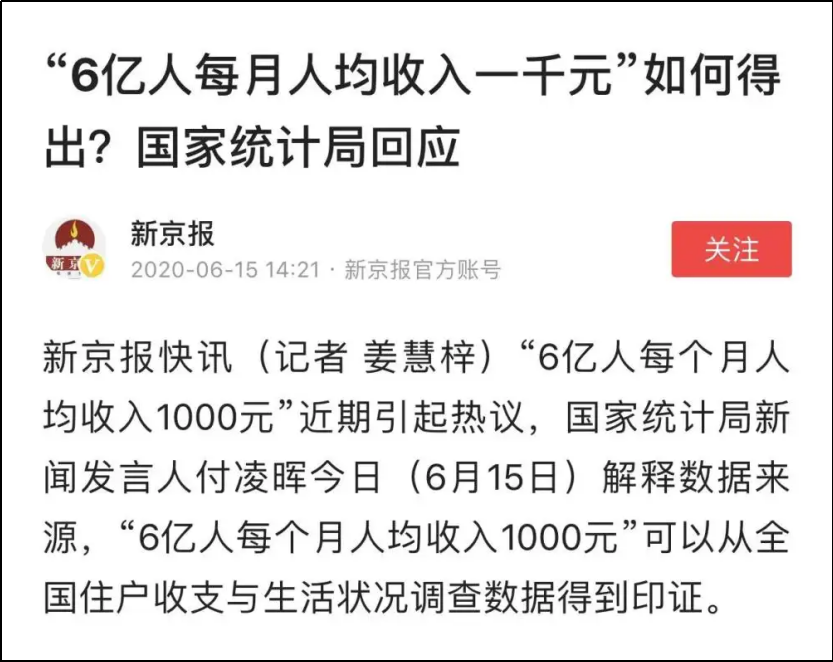 “6亿人每月人均收入一千元”如何得
出？国家统计局回应
新京报
2020-06-15 14:21 · 新京报官方账号
关注
新京
V
新京报快讯（记者 姜慧梓）“6亿人每个月人
均收入1000元”近期引起热议，国家统计局新
闻发言人付凌晖今日（6月15日）解释数据来
源，“6亿人每个月人均收入1000元”可以从全
国住户收支与生活状况调查数据得到印证。